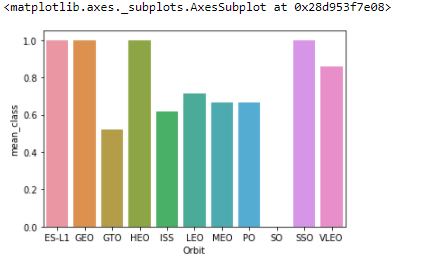 <matplotlib.axes._subplots.AxesSubplot at 0x28d953f7e08>
1.0
0.8
0.6
0.4
0.2
0.0
mean_class
ES-L1 GEO GTO HEO ISS LEO MEO PO SO SSO VLEO
Orbit